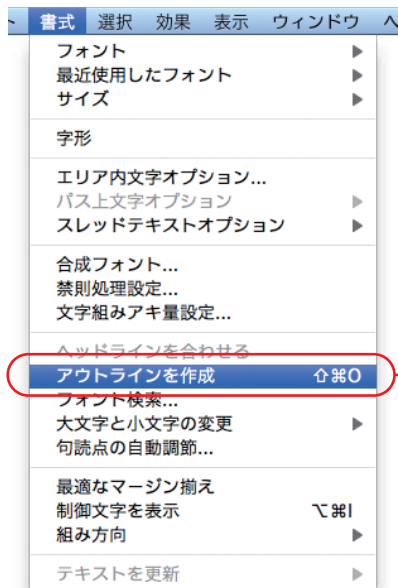 書式 選択 効果 表示 ウィンドウ
フォント ▶
最近使用したフォント ▶
サイズ ▶
字形
エリア内文字オプション...
パス上文字オプション ▶
スレッドテキストオプション ▶
合成フォント...
禁則処理設定...
文字組みアキ量設定...
ヘッドラインを合わせる
アウトラインを作成 ⇧⌘O
フォント検索...
大文字と小文字の変更 ▶
句読点の自動調節...
最適なマージン揃え
制御文字を表示 ⌥⌘I
組み方向 ▶
テキストを更新 ▶